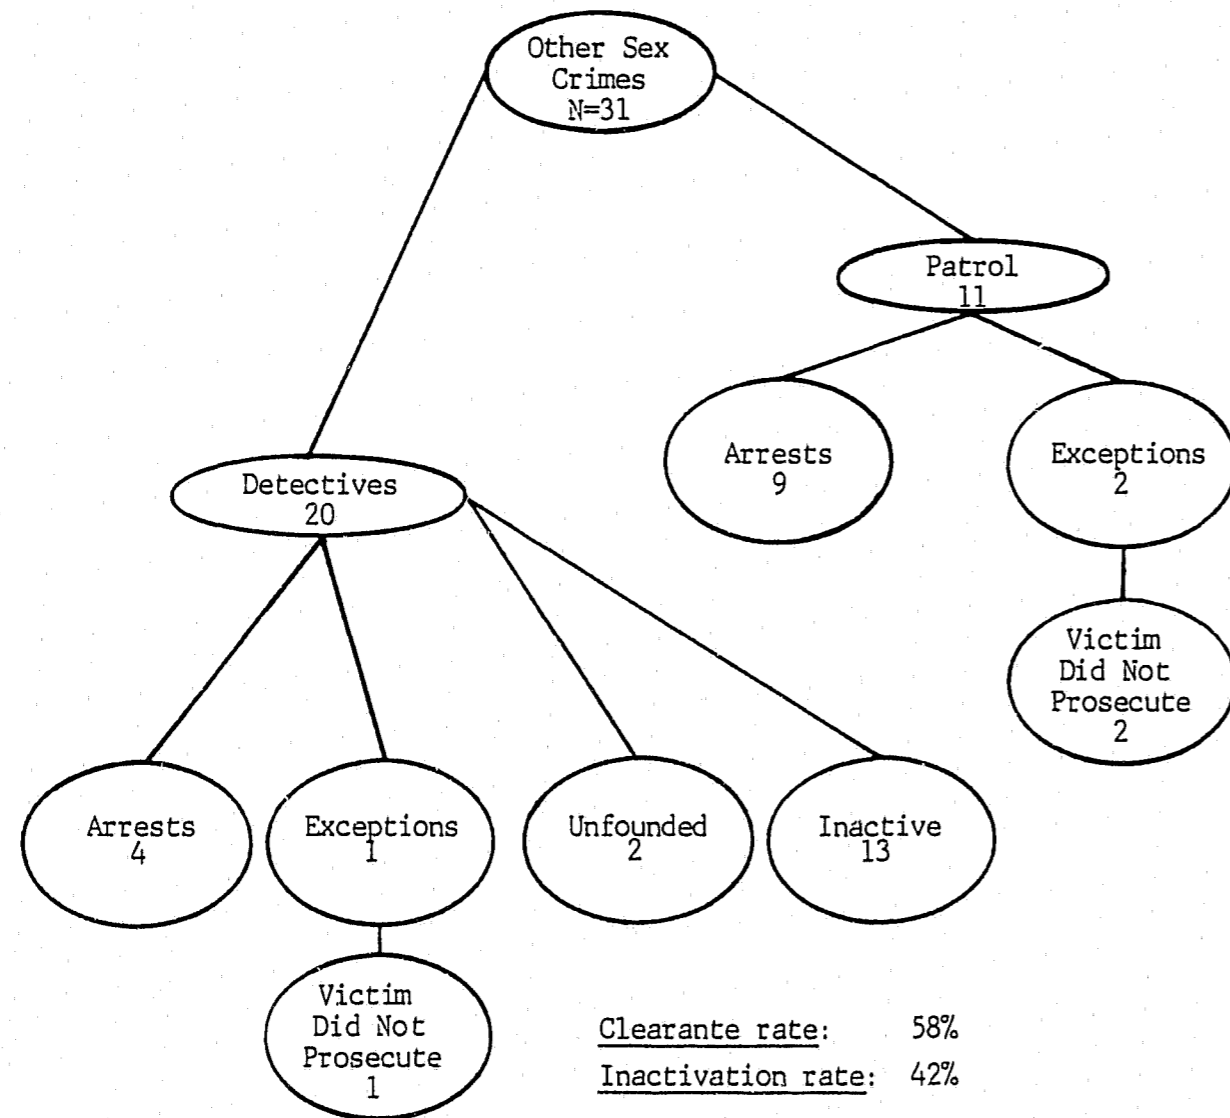 Other Sex
Crimes
N=31
Patrol
11
Arrests
9
Exceptions
2
Victim
Did Not
Prosecute
2
Detectives
20
Arrests
4
Exceptions
1
Unfounded
2
Inactive
13
Victim
Did Not
Prosecute
1
Clearante rate: 58%
Inactivation rate: 42%